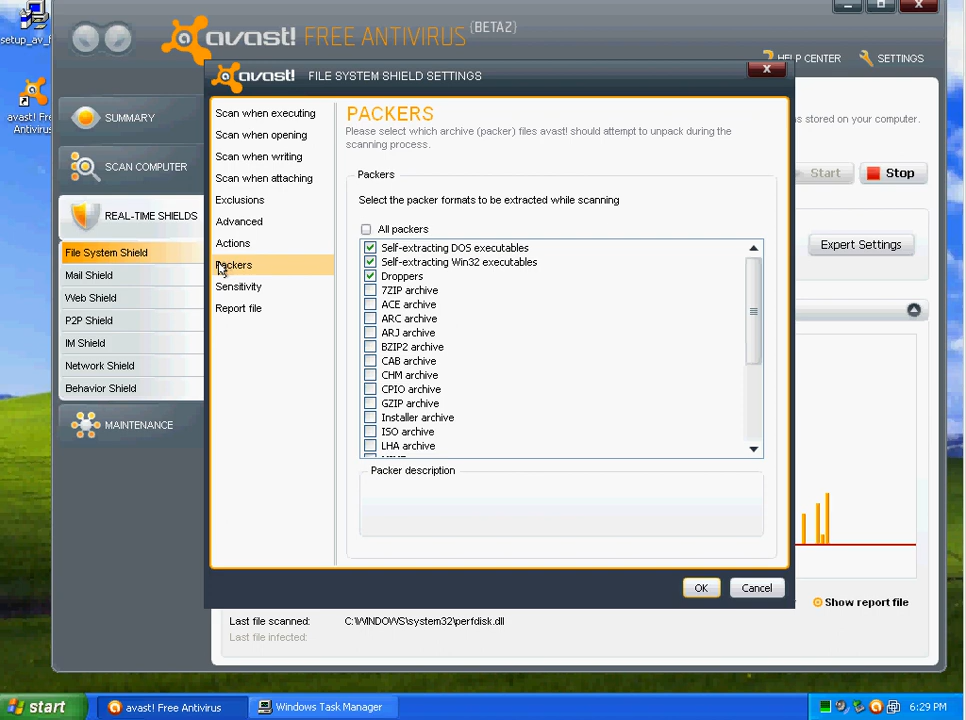 setup_av_f
avast! FREE ANTIVIRUS (BETA2)
HELP CENTER
SETTINGS
avast! Fre
Antivirus
avast! FILE SYSTEM SHIELD SETTINGS
x
SUMMARY
SCAN COMPUTER
REAL-TIME SHIELDS
File System Shield
Mail Shield
Web Shield
P2P Shield
IM Shield
Network Shield
Behavior Shield
MAINTENANCE
Scan when executing
Scan when opening
Scan when writing
Scan when attaching
Exclusions
Advanced
Actions
Packers
Sensitivity
Report file
PACKERS
Please select which archive (packer) files avast! should attempt to unpack during the
scanning process.
Packers
Select the packer formats to be extracted while scanning
All packers
Self-extracting DOS executables
Self-extracting Win32 executables
Droppers
7ZIP archive
ACE archive
ARC archive
ARJ archive
BZIP2 archive
CAB archive
CHM archive
CPIO archive
GZIP archive
Installer archive
ISO archive
LHA archive
Packer description
OK
Cancel
s stored on your computer.
Start
Stop
Expert Settings
Show report file
Last file scanned: C:\WINDOWS\system32\perfdisk.dll
Last file infected:
start
avast! Free Antivirus
Windows Task Manager
6:29 PM